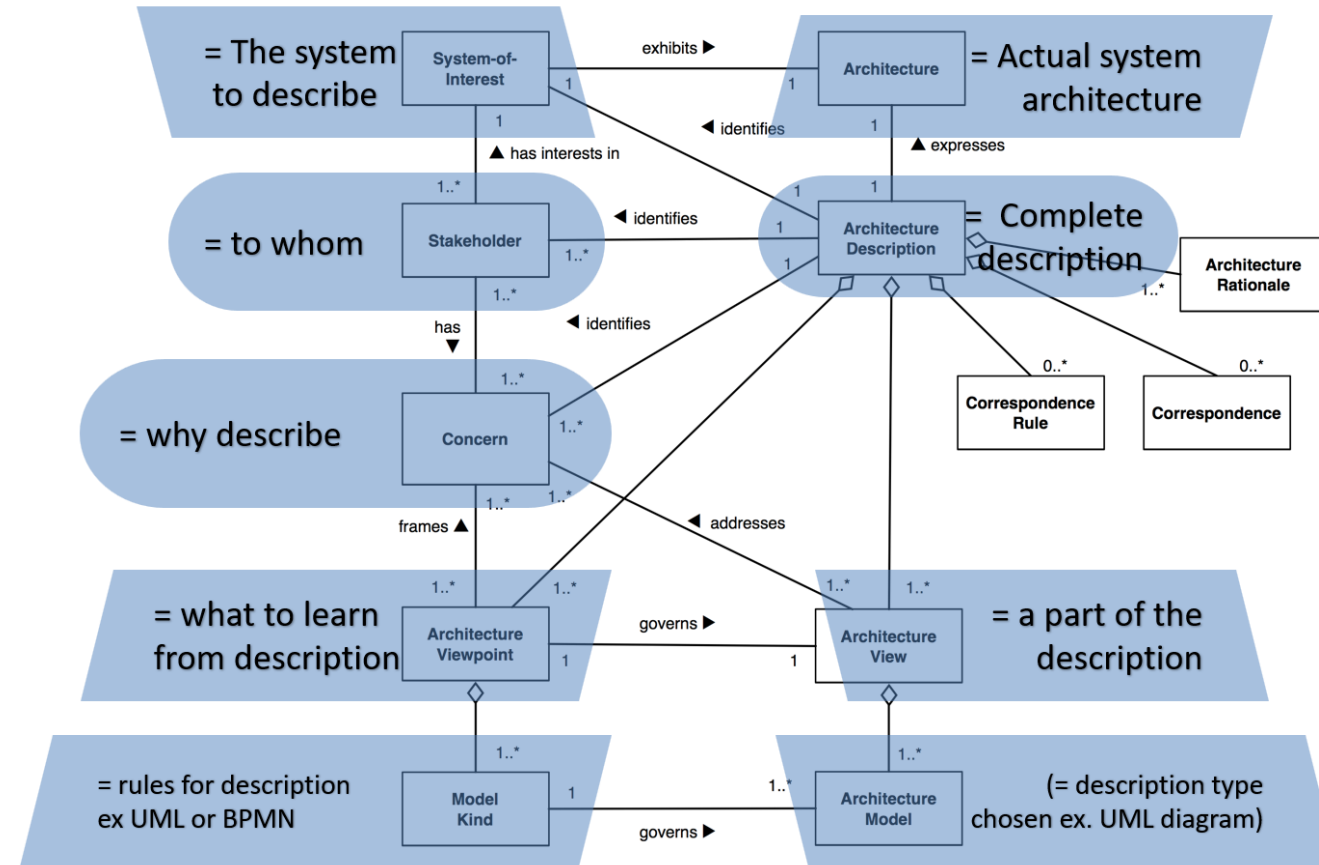 = The system
to describe
System-of-
Interest
exhibits ▶
1
1
Architecture
= Actual system
architecture
1
◀ identifies
1
▲ has interests in
▲ expresses
1..*
1
1
= to whom
Stakeholder
◀ identifies
1..*
1
1
Architecture
Description
= Complete
description
1..*
Architecture
Rationale
1..*
has
▼
◀ identifies
1..*
0..*
0..*
Correspondence
Rule
Correspondence
= why describe
Concern
1..*
1..*
1..*
frames ▲
◀ addresses
1..*
1..*
1..*
1..*
= what to learn
from description
Architecture
Viewpoint
governs ▶
1
1
Architecture
View
= a part of the
description
1..*
1..*
= rules for description
ex UML or BPMN
Model
Kind
1
governs ▶
1..*
Architecture
Model
(= description type
chosen ex. UML diagram)